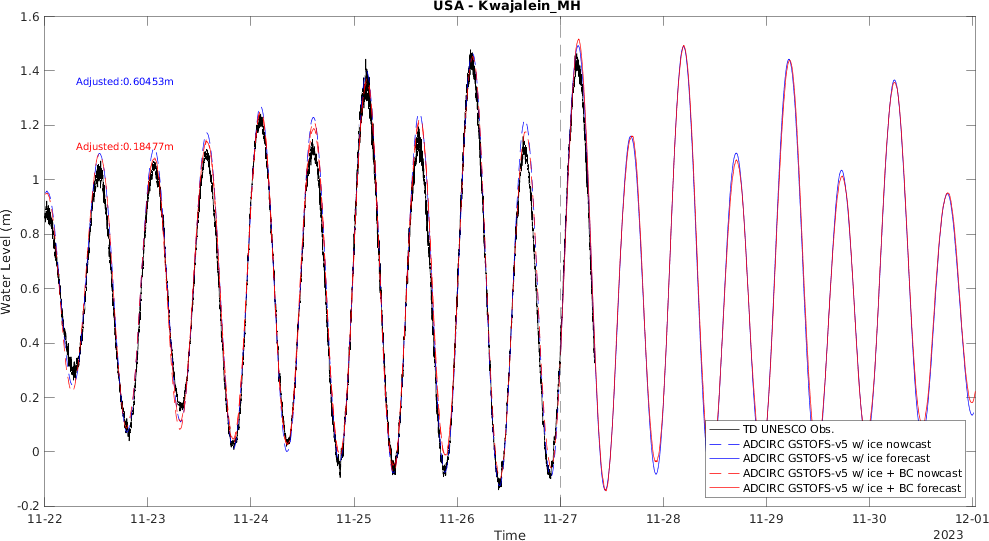 USA - Kwajalein_MH
1.6
1.4
1.2
1
0.8
0.6
0.4
0.2
0
-0.2
Water Level (m)
Adjusted:0.60453m
Adjusted:0.18477m
TD UNESCO Obs.
ADCIRC GSTOFS-v5 w/ ice nowcast
ADCIRC GSTOFS-v5 w/ ice forecast
ADCIRC GSTOFS-v5 w/ ice + BC nowcast
ADCIRC GSTOFS-v5 w/ ice + BC forecast
11-22 11-23 11-24 11-25 11-26 11-27 11-28 11-29 11-30 12-01
Time
2023